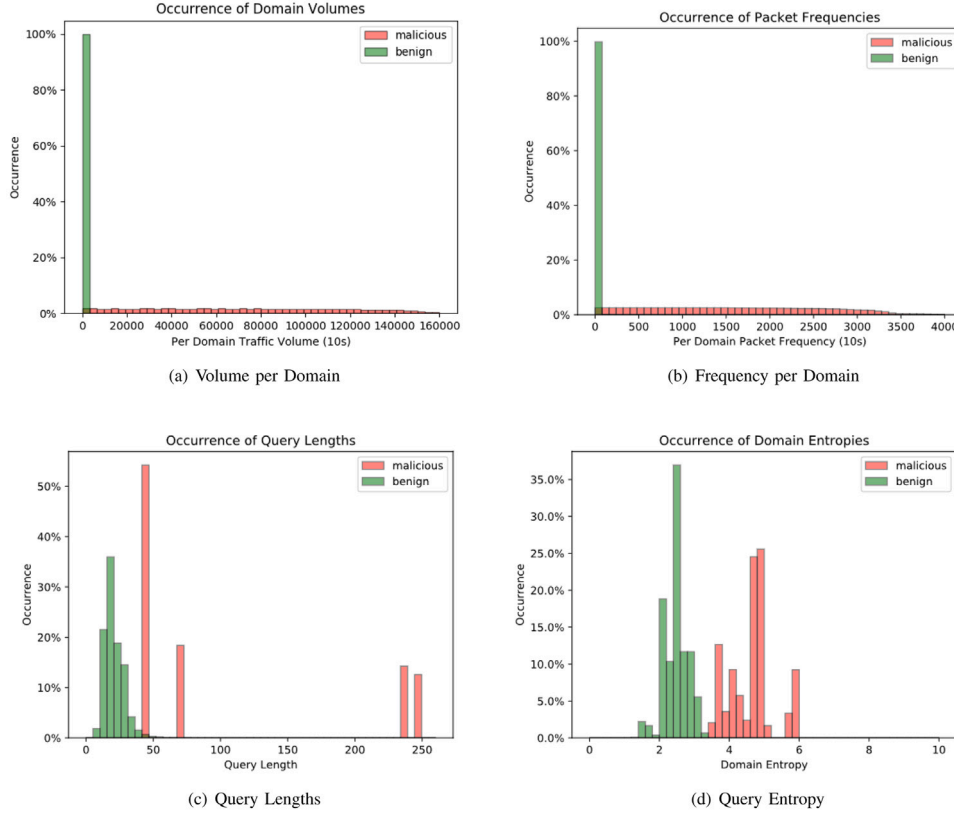 Occurrence of Domain Volumes
malicious
benign
100%
80%
60%
40%
20%
0%
Occurrence
0 20000 40000 60000 80000 100000 120000 140000 160000
Per Domain Traffic Volume (10s)
(a) Volume per Domain
Occurrence of Packet Frequencies
malicious
benign
100%
80%
60%
40%
20%
0%
Occurrence
0 500 1000 1500 2000 2500 3000 3500 4000
Per Domain Packet Frequency (10s)
(b) Frequency per Domain
Occurrence of Query Lengths
malicious
benign
50%
40%
30%
20%
10%
0%
Occurrence
0 50 100 150 200 250
Query Length
(c) Query Lengths
Occurrence of Domain Entropies
malicious
benign
35.0%
30.0%
25.0%
20.0%
15.0%
10.0%
5.0%
0.0%
Occurrence
0 2 4 6 8 10
Domain Entropy
(d) Query Entropy